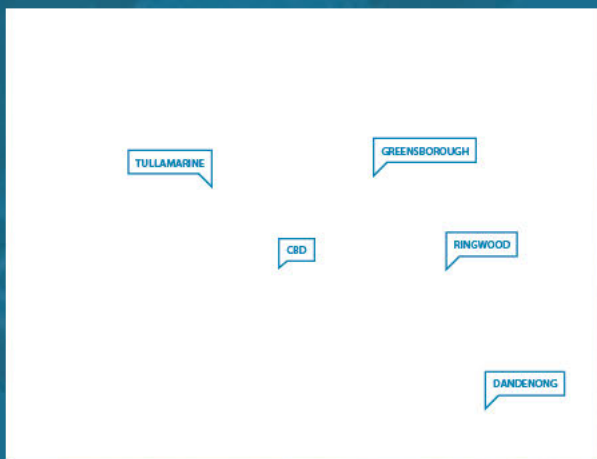 GREENSBOROUGH
TULLAMARINE
CBD
RINGWOOD
DANDENONG